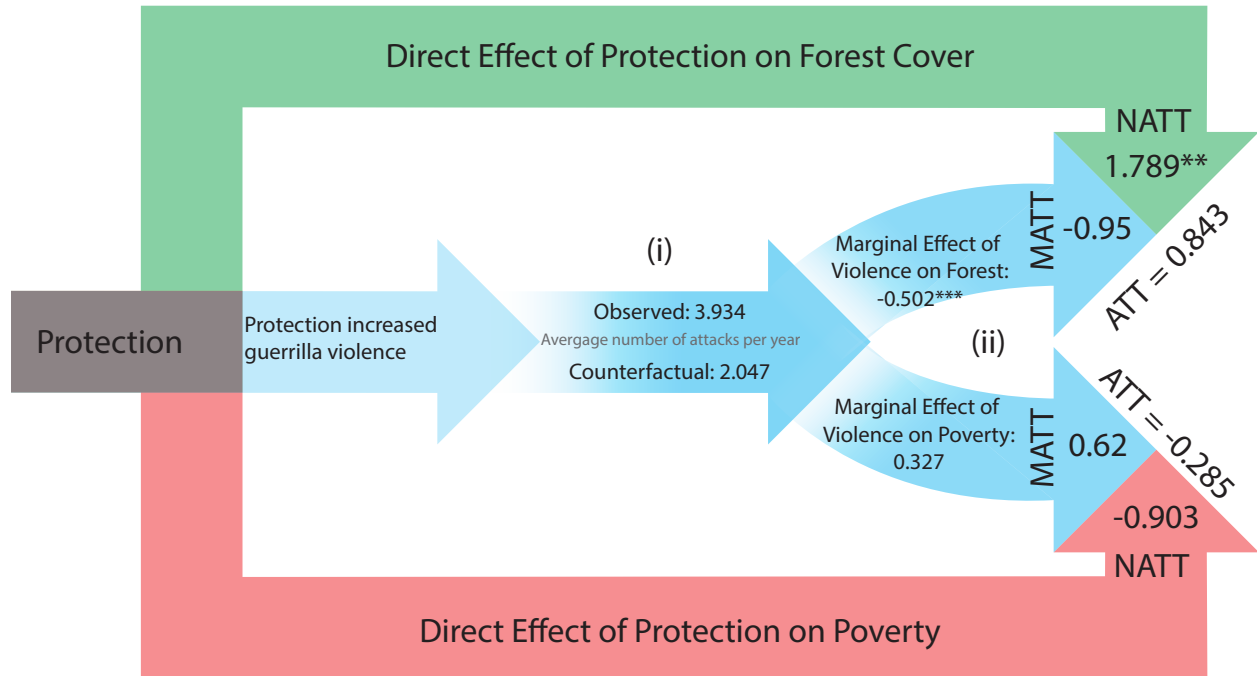 Direct Effect of Protection on Forest Cover
NATT
1.789**
MATT
-0.95
ATT = 0.843
(i)
Marginal Effect of
Violence on Forest:
-0.502***
Protection
Protection increased
guerrilla violence
Observed: 3.934
Avergage number of attacks per year
Counterfactual: 2.047
(ii)
Marginal Effect of
Violence on Poverty:
0.327
MATT
0.62
ATT = -0.285
-0.903
NATT
Direct Effect of Protection on Poverty